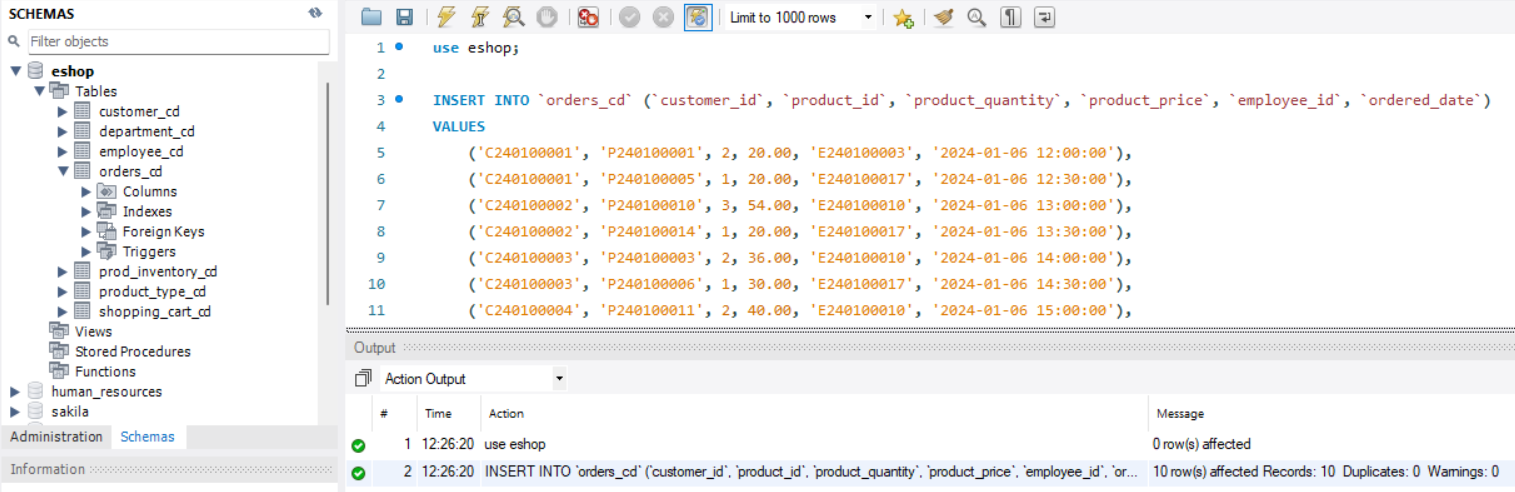 SCHEMAS
Filter objects
eshop
Tables
customer_cd
department_cd
employee_cd
orders_cd
Columns
Indexes
Foreign Keys
Triggers
prod_inventory_cd
product_type_cd
shopping_cart_cd
Views
Stored Procedures
Functions
human_resources
sakila
Administration Schemas
Information
Limit to 1000 rows
1 use eshop;
2
3 INSERT INTO `orders_cd` (`customer_id`, `product_id`, `product_quantity`, `product_price`, `employee_id`, `ordered_date`)
4 VALUES
5 ('C240100001', 'P240100001', 2, 20.00, 'E240100003', '2024-01-06 12:00:00'),
6 ('C240100001', 'P240100005', 1, 20.00, 'E240100017', '2024-01-06 12:30:00'),
7 ('C240100002', 'P240100010', 3, 54.00, 'E240100010', '2024-01-06 13:00:00'),
8 ('C240100002', 'P240100014', 1, 20.00, 'E240100017', '2024-01-06 13:30:00'),
9 ('C240100003', 'P240100003', 2, 36.00, 'E240100010', '2024-01-06 14:00:00'),
10 ('C240100003', 'P240100006', 1, 30.00, 'E240100017', '2024-01-06 14:30:00'),
11 ('C240100004', 'P240100011', 2, 40.00, 'E240100010', '2024-01-06 15:00:00'),
Output
Action Output
# Time Action Message
1 12:26:20 use eshop 0 row(s) affected
2 12:26:20 INSERT INTO `orders_cd` (`customer_id`, `product_id`, `product_quantity`, `product_price`, `employee_id`, `or... 10 row(s) affected Records: 10 Duplicates: 0 Warnings: 0